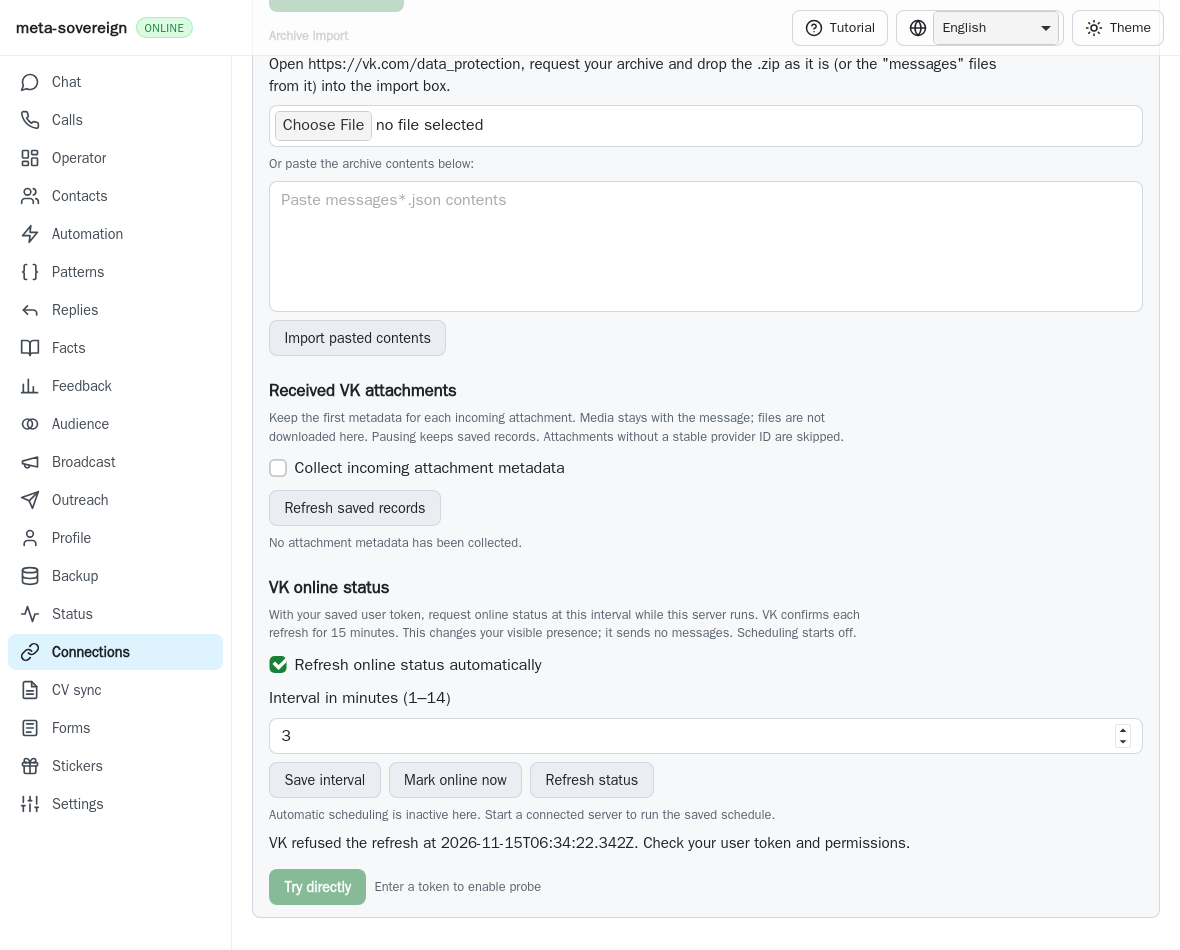 meta-sovereign ONLINE
Tutorial
English
Theme
Chat
Calls
Operator
Contacts
Automation
Patterns
Replies
Facts
Feedback
Audience
Broadcast
Outreach
Profile
Backup
Status
Connections
CV sync
Forms
Stickers
Settings
Archive import
Open https://vk.com/data_protection, request your archive and drop the .zip as it is (or the "messages" files
from it) into the import box.
Choose File no file selected
Or paste the archive contents below:
Paste messages*.json contents
Import pasted contents
Received VK attachments
Keep the first metadata for each incoming attachment. Media stays with the message; files are not
downloaded here. Pausing keeps saved records. Attachments without a stable provider ID are skipped.
Collect incoming attachment metadata
Refresh saved records
No attachment metadata has been collected.
VK online status
With your saved user token, request online status at this interval while this server runs. VK confirms each
refresh for 15 minutes. This changes your visible presence; it sends no messages. Scheduling starts off.
Refresh online status automatically
Interval in minutes (1–14)
3
Save interval Mark online now Refresh status
Automatic scheduling is inactive here. Start a connected server to run the saved schedule.
VK refused the refresh at 2026-11-15T06:34:22.342Z. Check your user token and permissions.
Try directly Enter a token to enable probe